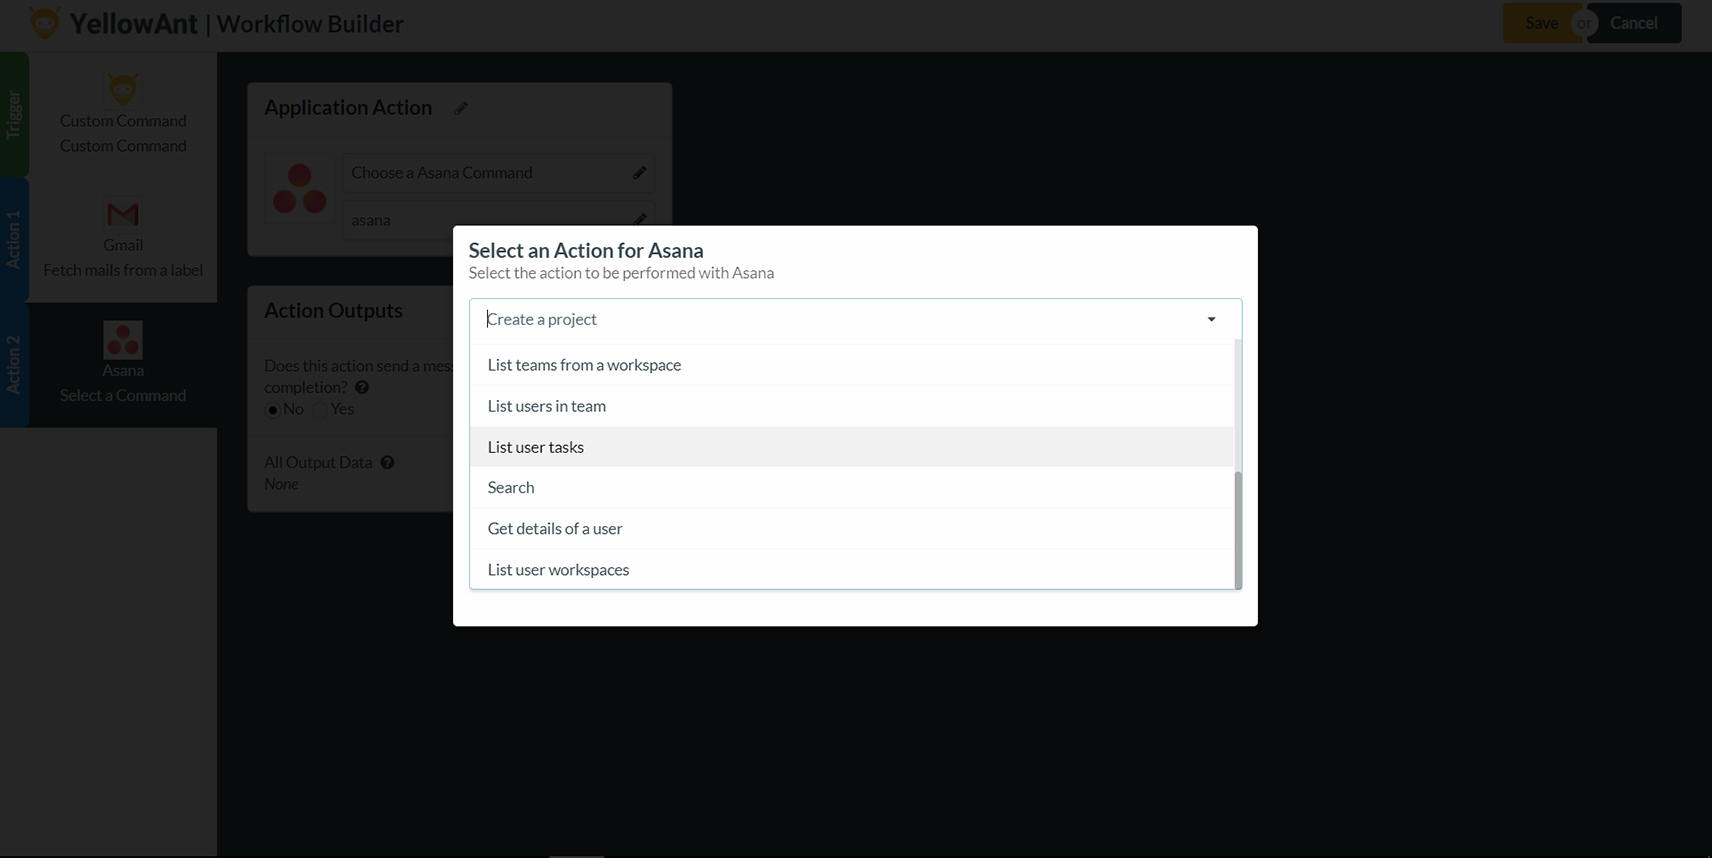 YellowAnt | Workflow Builder
Save or Cancel
Trigger
Custom Command
Custom Command
Action 1
Gmail
Fetch mails from a label
Action 2
Asana
Select a Command
Application Action
Choose a Asana Command
asana
Action Outputs
Does this action send a mes
completion?
No Yes
All Output Data
None
Select an Action for Asana
Select the action to be performed with Asana
Create a project
List teams from a workspace
List users in team
List user tasks
Search
Get details of a user
List user workspaces